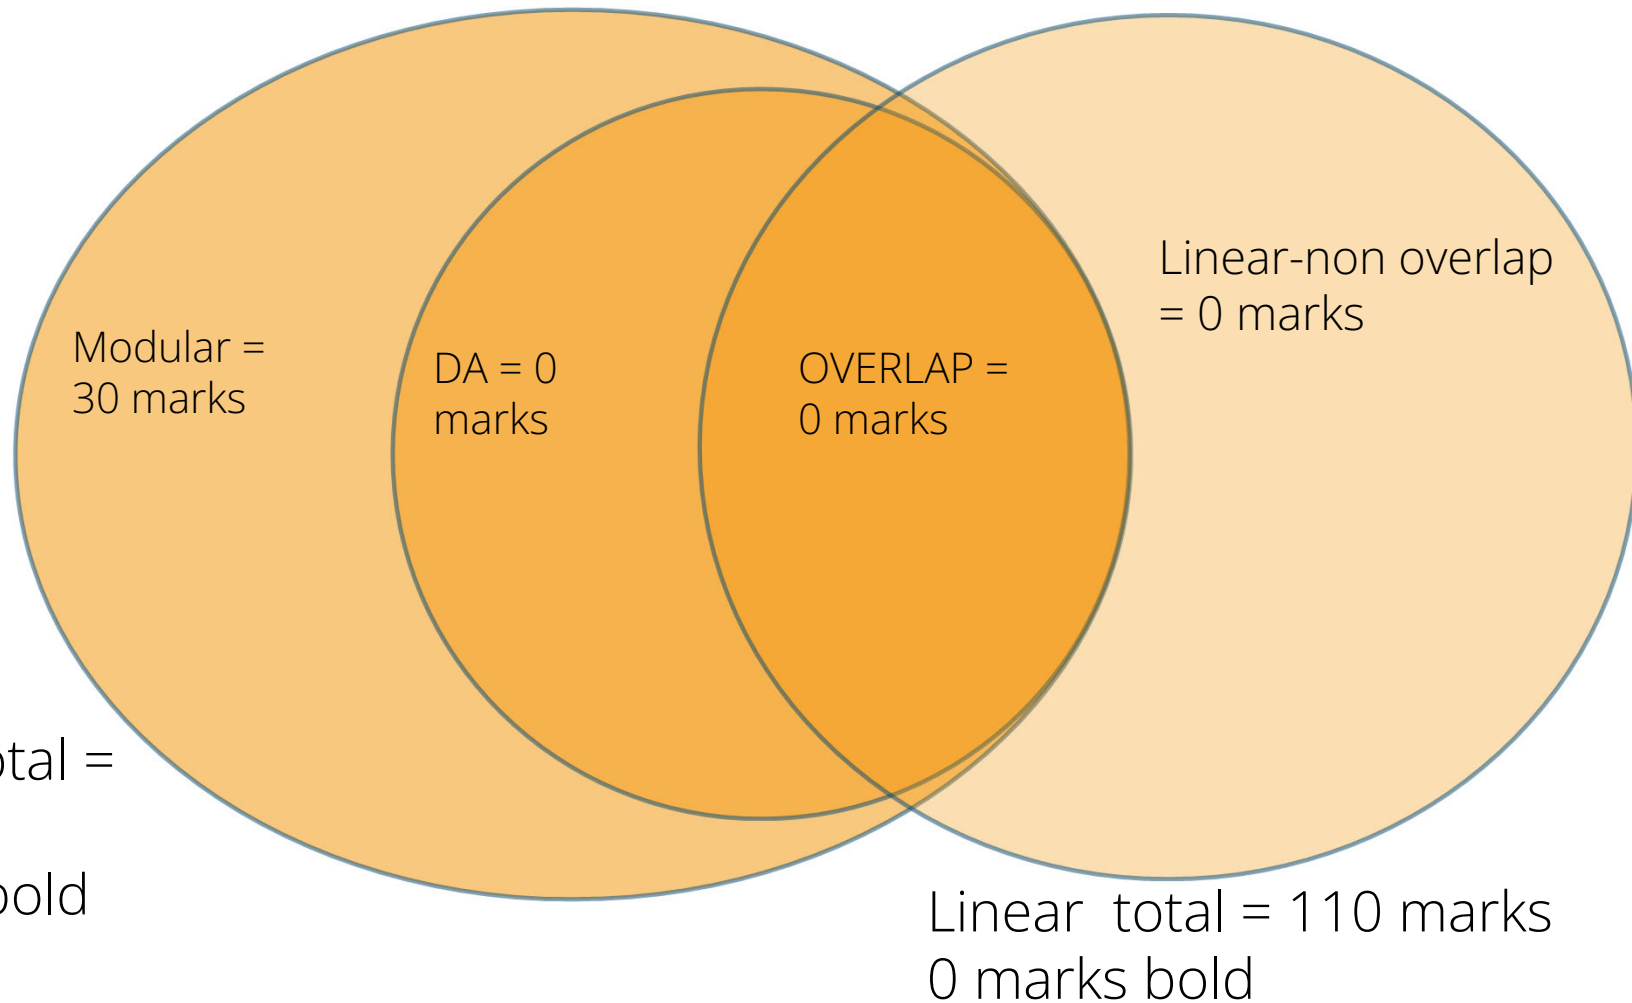 Modular =
30 marks
DA = 0
marks
OVERLAP =
0 marks
Linear-non overlap
= 0 marks
=
Linear total = 110 marks
0 marks bold